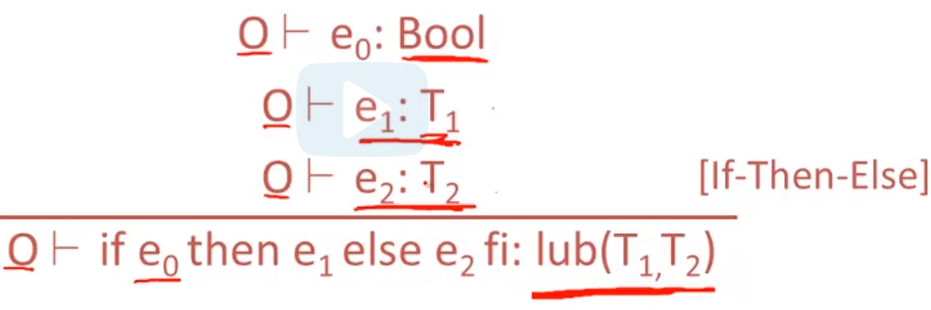 O ⊢ e₀: Bool
O ⊢ e₁: T₁
O ⊢ e₂: T₂
[If-Then-Else]
O ⊢ if e₀ then e₁ else e₂ fi: lub(T₁,T₂)